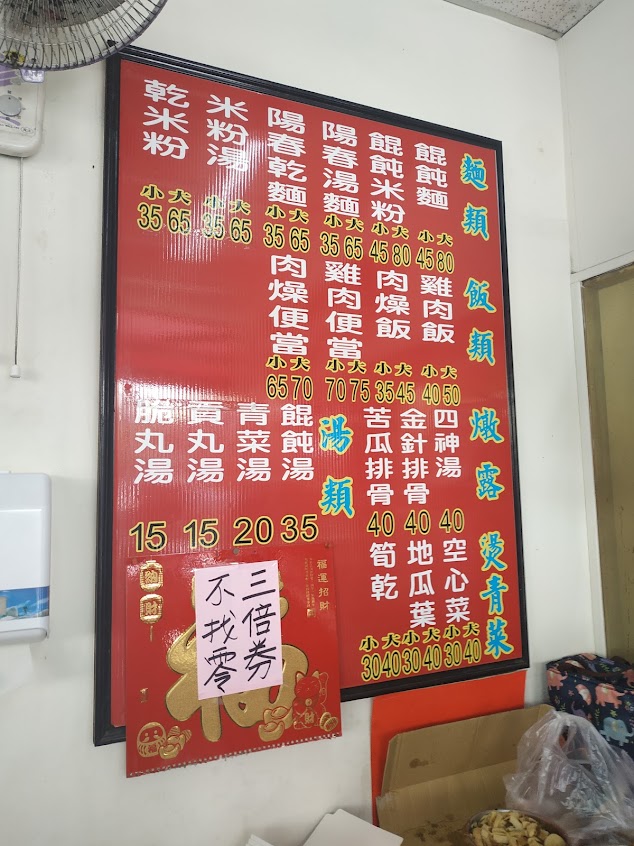 麵類
餛飩麵
小大
45 80
餛飩米粉
小大
45 80
陽春湯麵
小大
35 65
陽春乾麵
小大
35 65
米粉湯
小大
35 65
乾米粉
小大
35 65
飯類
雞肉飯
小大
40 50
肉燥飯
小大
35 45
雞肉便當
小大
70 75
肉燥便當
小大
65 70
燉露
四神湯
40
金針排骨
40
苦瓜排骨
40
湯類
餛飩湯
35
青菜湯
20
貢丸湯
15
脆丸湯
15
燙青菜
空心菜
小大
30 40
地瓜葉
小大
30 40
筍乾
小大
30 40
福運招財
三倍券
不找零
福